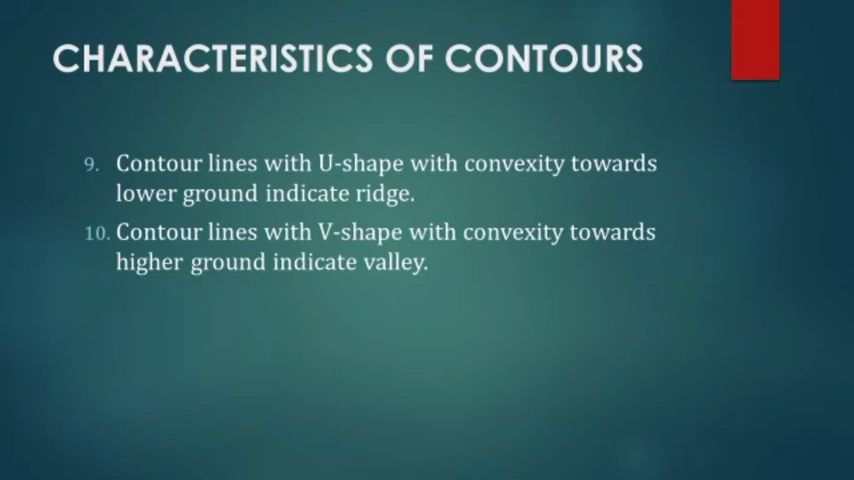 CHARACTERISTICS OF CONTOURS
9. Contour lines with U-shape with convexity towards
lower ground indicate ridge.
10. Contour lines with V-shape with convexity towards
higher ground indicate valley.